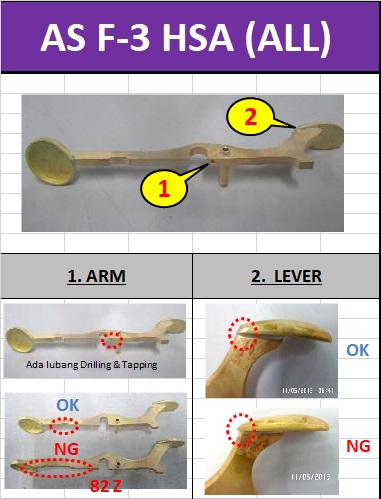 AS F-3 HSA (ALL)
2
1
1. ARM
2. LEVER
Ada lubang Drilling & Tapping
OK
NG
82 Z
OK
11/05/2013 06:41
NG
11/05/2013